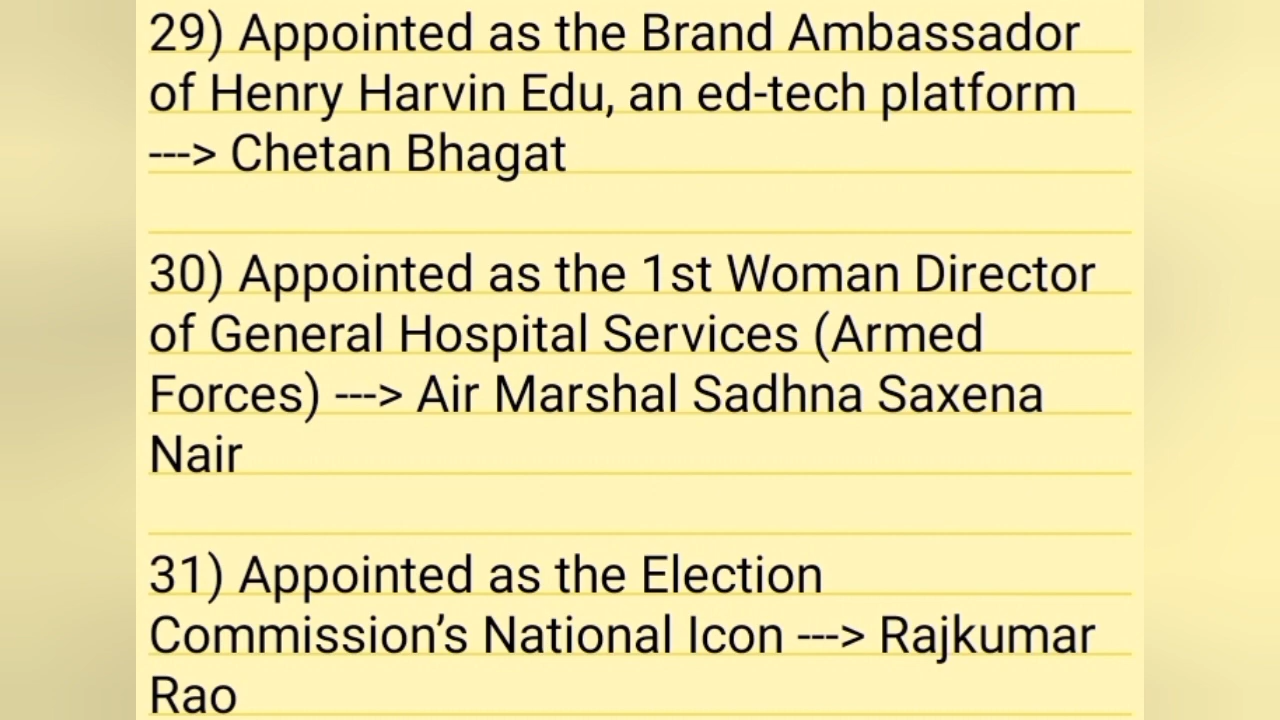 29) Appointed as the Brand Ambassador
of Henry Harvin Edu, an ed-tech platform
---> Chetan Bhagat
30) Appointed as the 1st Woman Director
of General Hospital Services (Armed
Forces) ---> Air Marshal Sadhna Saxena
Nair
31) Appointed as the Election
Commission’s National Icon ---> Rajkumar
Rao